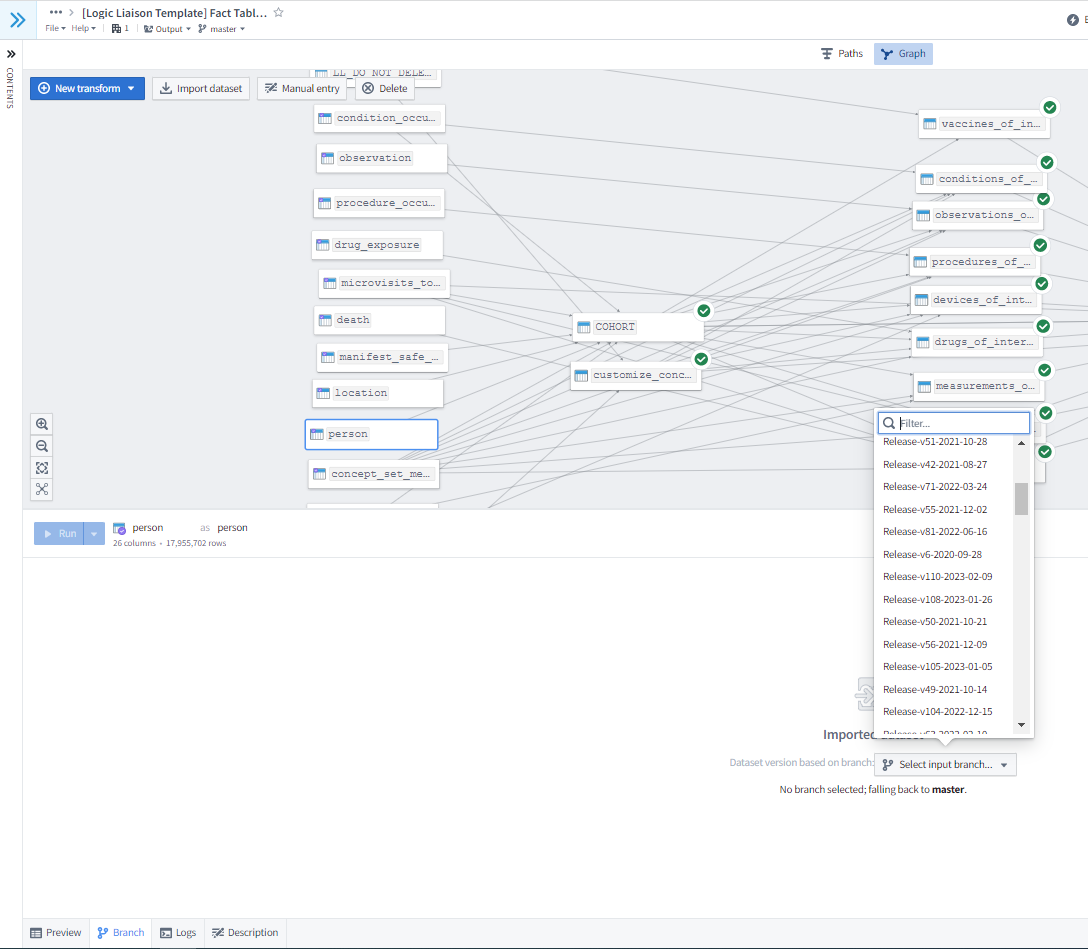 ••• > [Logic Liaison Template] Fact Tabl...
File Help 1 Output master
CONTENTS
Paths Graph
New transform Import dataset Manual entry Delete
LL_DO_NOT_DELE...
condition_occu...
observation
procedure_occu...
drug_exposure
microvisits_to...
death
manifest_safe_...
location
person
concept_set_me...
COHORT
customize_conc...
vaccines_of_in...
conditions_of_...
observations_o...
procedures_of_...
devices_of_int...
drugs_of_inter...
measurements_o...
Filter...
Release-v51-2021-10-28
Release-v42-2021-08-27
Release-v71-2022-03-24
Release-v55-2021-12-02
Release-v81-2022-06-16
Release-v6-2020-09-28
Release-v110-2023-02-09
Release-v108-2023-01-26
Release-v50-2021-10-21
Release-v56-2021-12-09
Release-v105-2023-01-05
Release-v49-2021-10-14
Release-v104-2022-12-15
Run person as person
26 columns • 17,955,702 rows
Imported dataset
Dataset version based on branch: Select input branch...
No branch selected; falling back to master.
Preview Branch Logs Description